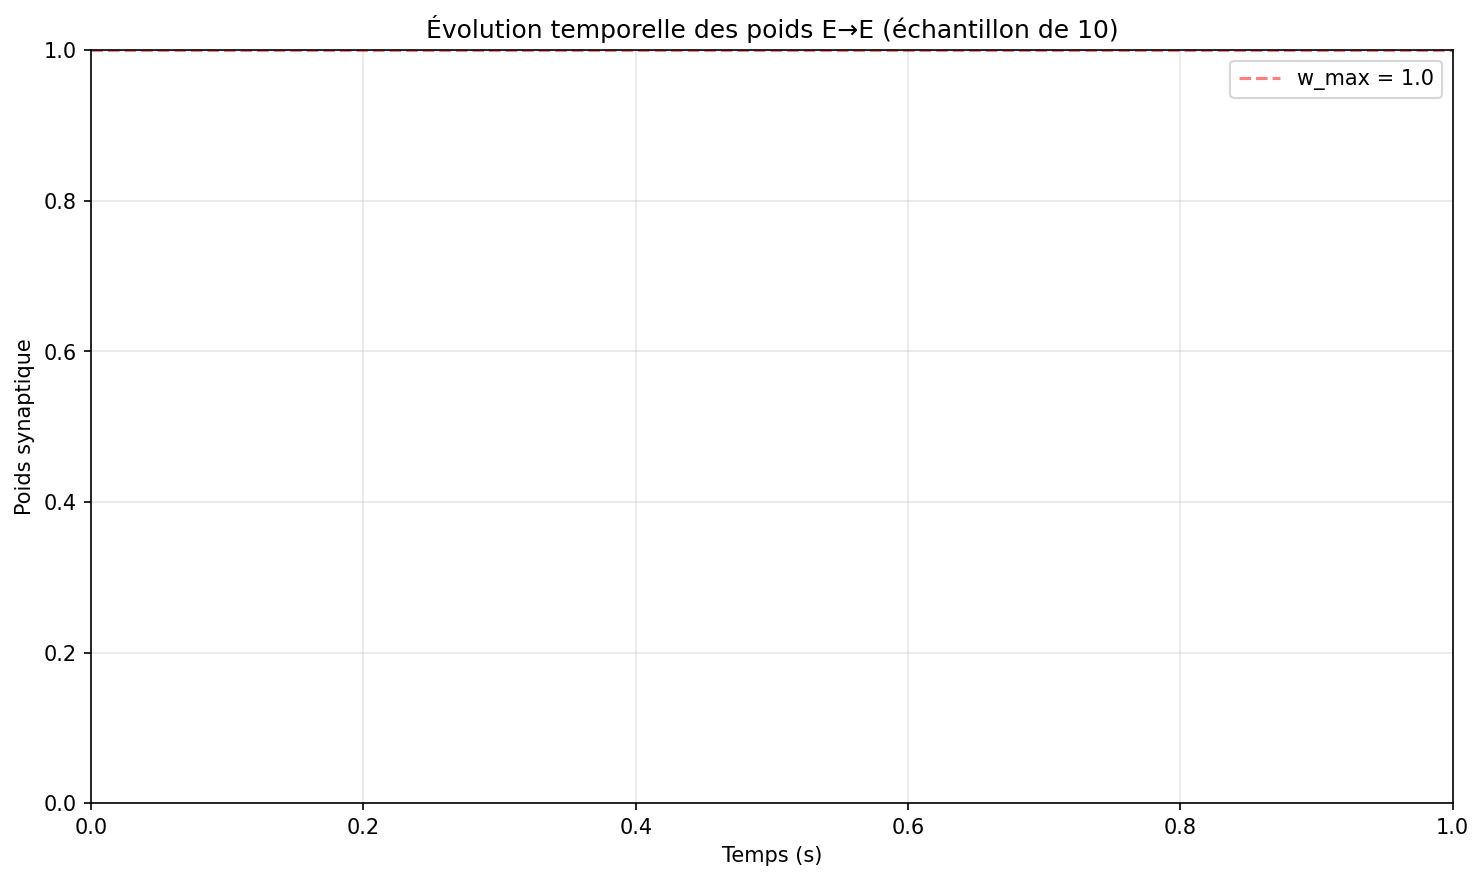 Évolution temporelle des poids E→E (échantillon de 10)
w_max = 1.0
Poids synaptique
1.0
0.8
0.6
0.4
0.2
0.0
0.0 0.2 0.4 0.6 0.8 1.0
Temps (s)